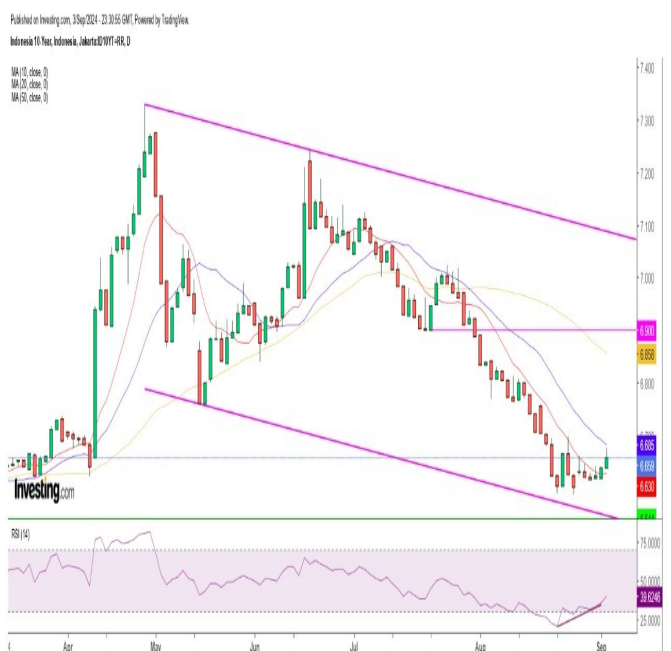 Published on Investing.com, 3/Sep/2024 - 23:30:55 GMT, Powered by TradingView.
Indonesia 10-Year, Indonesia, Jakarta:ID10YT=RR, D
MA (10, close, 0)
MA (20, close, 0)
MA (50, close, 0)
7.400
7.300
7.200
7.100
7.000
6.900
6.858
6.800
6.685
6.659
6.630
Investing.com
RSI (14)
75.0000
50.0000
39.6246
25.0000
4
Apr
May
Jun
Jul
Aug
Sep